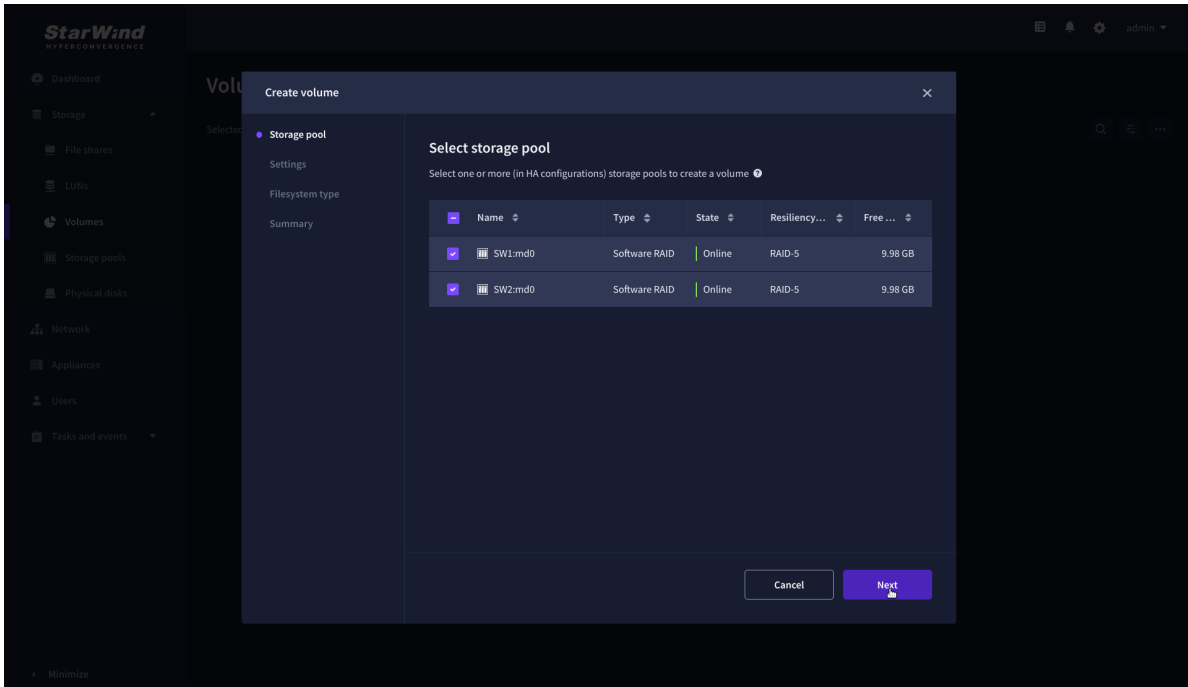 StarWind
HYPERCONVERGENCE
admin
Dashboard
Storage
File shares
LUNs
Volumes
Storage pools
Physical disks
Network
Appliances
Users
Tasks and events
Minimize
Volu
Selected
Create volume
Storage pool
Settings
Filesystem type
Summary
Select storage pool
Select one or more (in HA configurations) storage pools to create a volume
Name Type State Resiliency... Free ...
SW1:md0 Software RAID Online RAID-5 9.98 GB
SW2:md0 Software RAID Online RAID-5 9.98 GB
Cancel Next